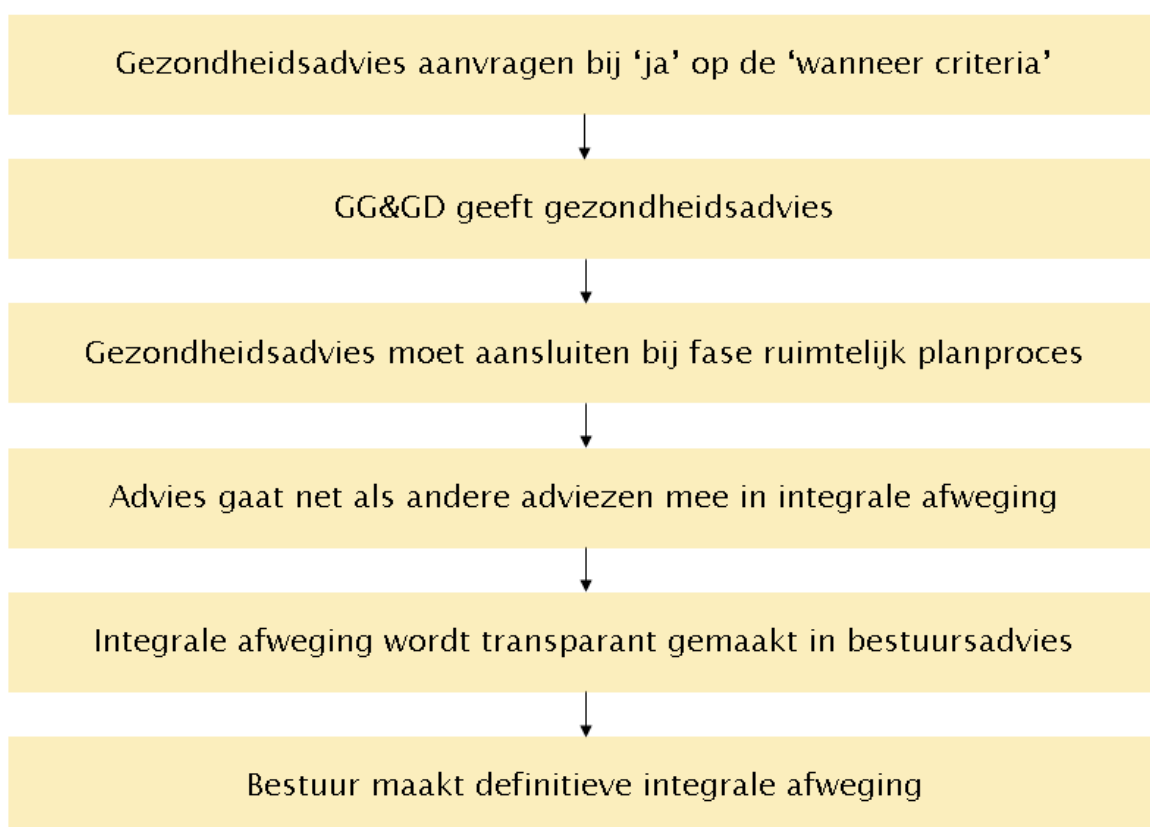 Gezondheidsadvies aanvragen bij ‘ja’ op de ‘wanneer criteria’
GG&GD geeft gezondheidsadvies
Gezondheidsadvies moet aansluiten bij fase ruimtelijk planproces
Advies gaat net als andere adviezen mee in integrale afweging
Integrale afweging wordt transparant gemaakt in bestuursadvies
Bestuur maakt definitieve integrale afweging